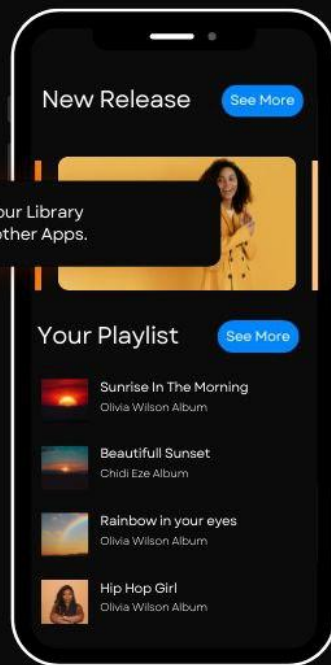 New Release
See More
our Library
other Apps.
Your Playlist
See More
Sunrise In The Morning
Olivia Wilson Album
Beautifull Sunset
Chidi Eze Album
Rainbow in your eyes
Olivia Wilson Album
Hip Hop Girl
Olivia Wilson Album